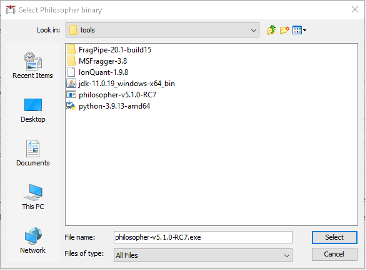 Select Philosopher binary
Look in:
tools
Recent Items
Desktop
Documents
This PC
Network
FragPipe-20.1-build15
MSFragger-3.8
IonQuant-1.9.8
jdk-11.0.19_windows-x64_bin
philosopher-v5.1.0-RC7
python-3.9.13-amd64
File name:
philosopher-v5.1.0-RC7.exe
Select
Files of type:
All Files
Cancel